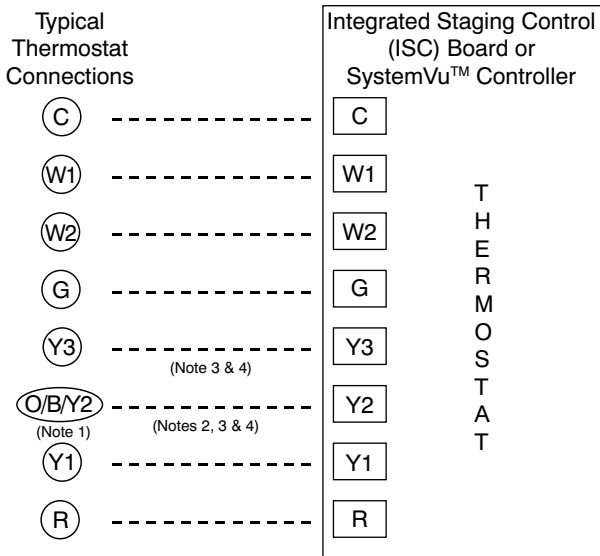 Typical
Thermostat
Connections
Integrated Staging Control
(ISC) Board or
SystemVu™ Controller
C
C
W1
W1
W2
W2
G
G
Y3
(Note 3 & 4)
Y3
O/B/Y2
(Note 1)
(Notes 2, 3 & 4)
Y2
Y1
Y1
R
R
THERMOSTAT